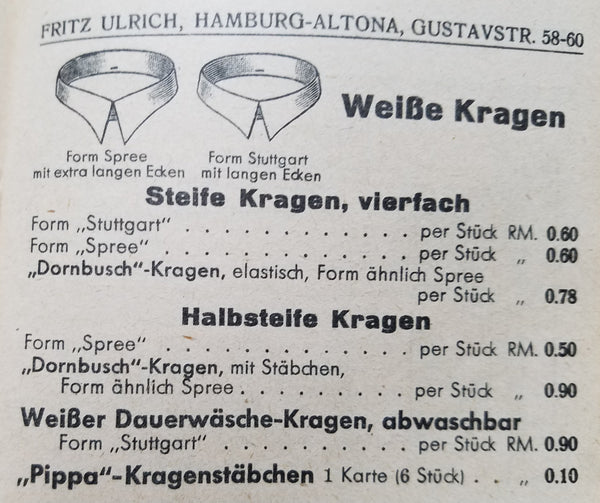 FRITZ ULRICH, HAMBURG-ALTONA, GUSTAVSTR. 58-60
Weiße Kragen
Form Spree
mit extra langen Ecken
Form Stuttgart
mit langen Ecken
Steife Kragen, vierfach
Form „Stuttgart“ . . . . . . . . . . . per Stück RM. 0.60
Form „Spree“ . . . . . . . . . . . . per Stück „ 0.60
„Dornbusch“-Kragen, elastisch, Form ähnlich Spree
per Stück „ 0.78
Halbsteife Kragen
Form „Spree“ . . . . . . . . . . . . per Stück RM. 0.50
„Dornbusch“-Kragen, mit Stäbchen,
Form ähnlich Spree . . . . . . . . . per Stück „ 0.90
Weißer Dauerwäsche-Kragen, abwaschbar
Form „Stuttgart“ . . . . . . . . . . per Stück RM. 0.90
„Pippa“-Kragenstäbchen 1 Karte (6 Stück) . . „ 0.10